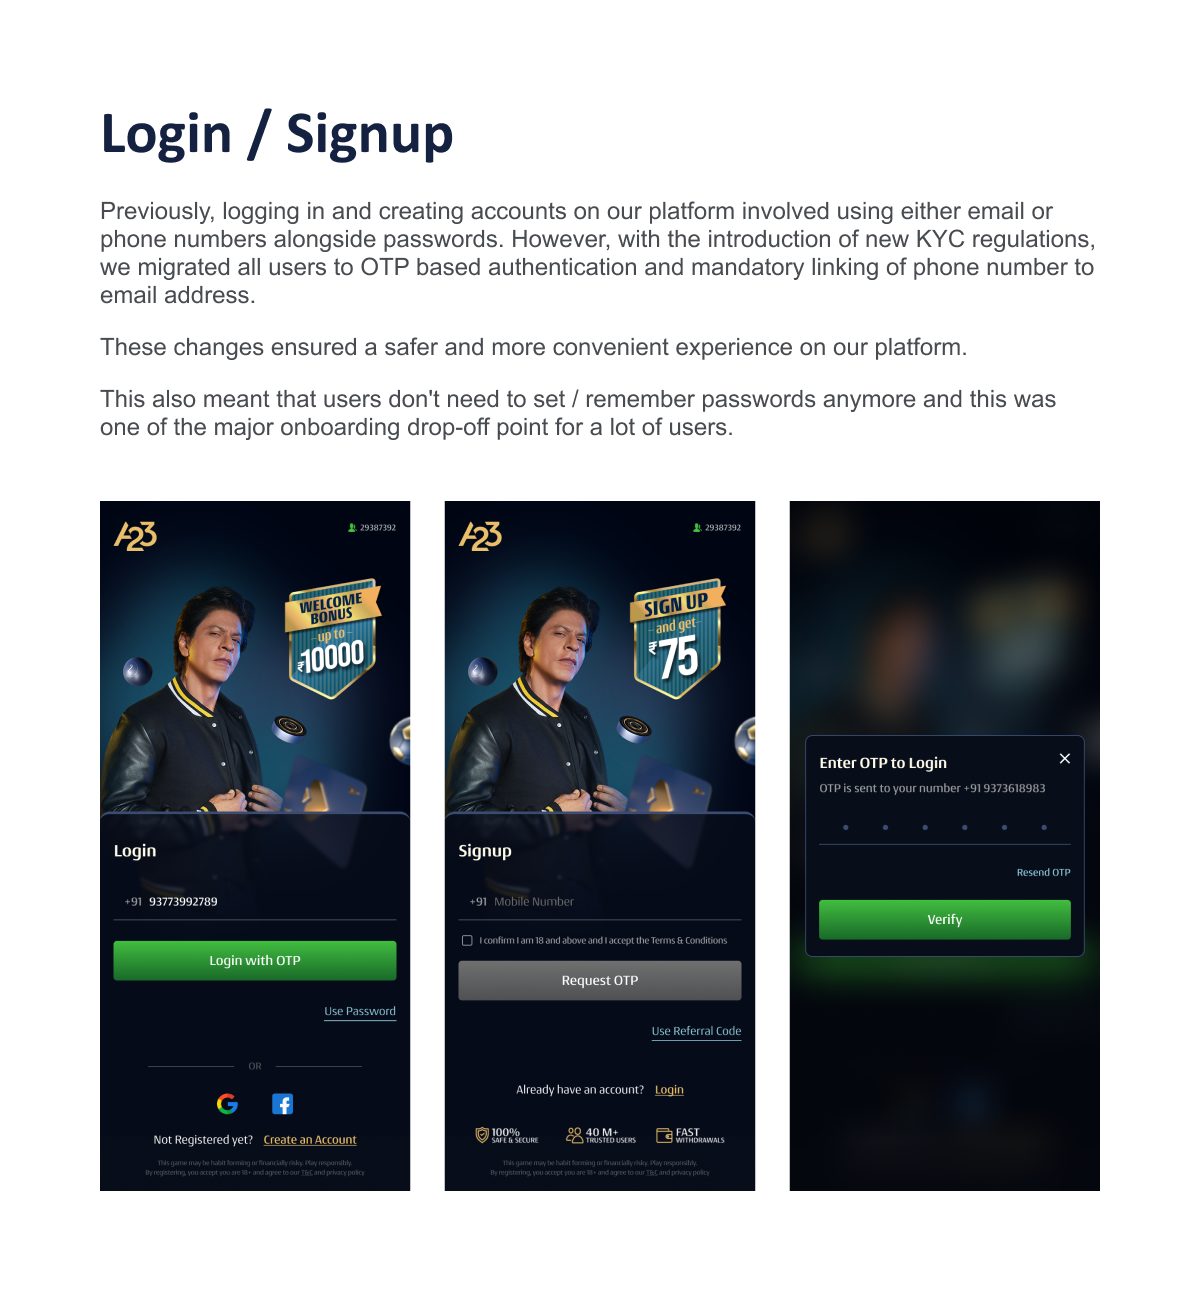 Login / Signup
Previously, logging in and creating accounts on our platform involved using either email or
phone numbers alongside passwords. However, with the introduction of new KYC regulations,
we migrated all users to OTP based authentication and mandatory linking of phone number to
email address.
These changes ensured a safer and more convenient experience on our platform.
This also meant that users don't need to set / remember passwords anymore and this was
one of the major onboarding drop-off point for a lot of users.
A23
29387392
WELCOME
BONUS
up to
₹10000
Login
+91 93773992789
Login with OTP
Use Password
OR
Not Registered yet? Create an Account
This game may be habit forming or financially risky. Play responsibly.
By registering, you accept you are 18+ and agree to our T&C and privacy policy
A23
29387392
SIGN UP
and get
₹75
Signup
+91 Mobile Number
I confirm I am 18 and above and I accept the Terms & Conditions
Request OTP
Use Referral Code
Already have an account? Login
100%
SAFE & SECURE
40 M+
TRUSTED USERS
FAST
WITHDRAWALS
This game may be habit forming or financially risky. Play responsibly.
By registering, you accept you are 18+ and agree to our T&C and privacy policy
Enter OTP to Login
OTP is sent to your number +91 9373618983
Resend OTP
Verify